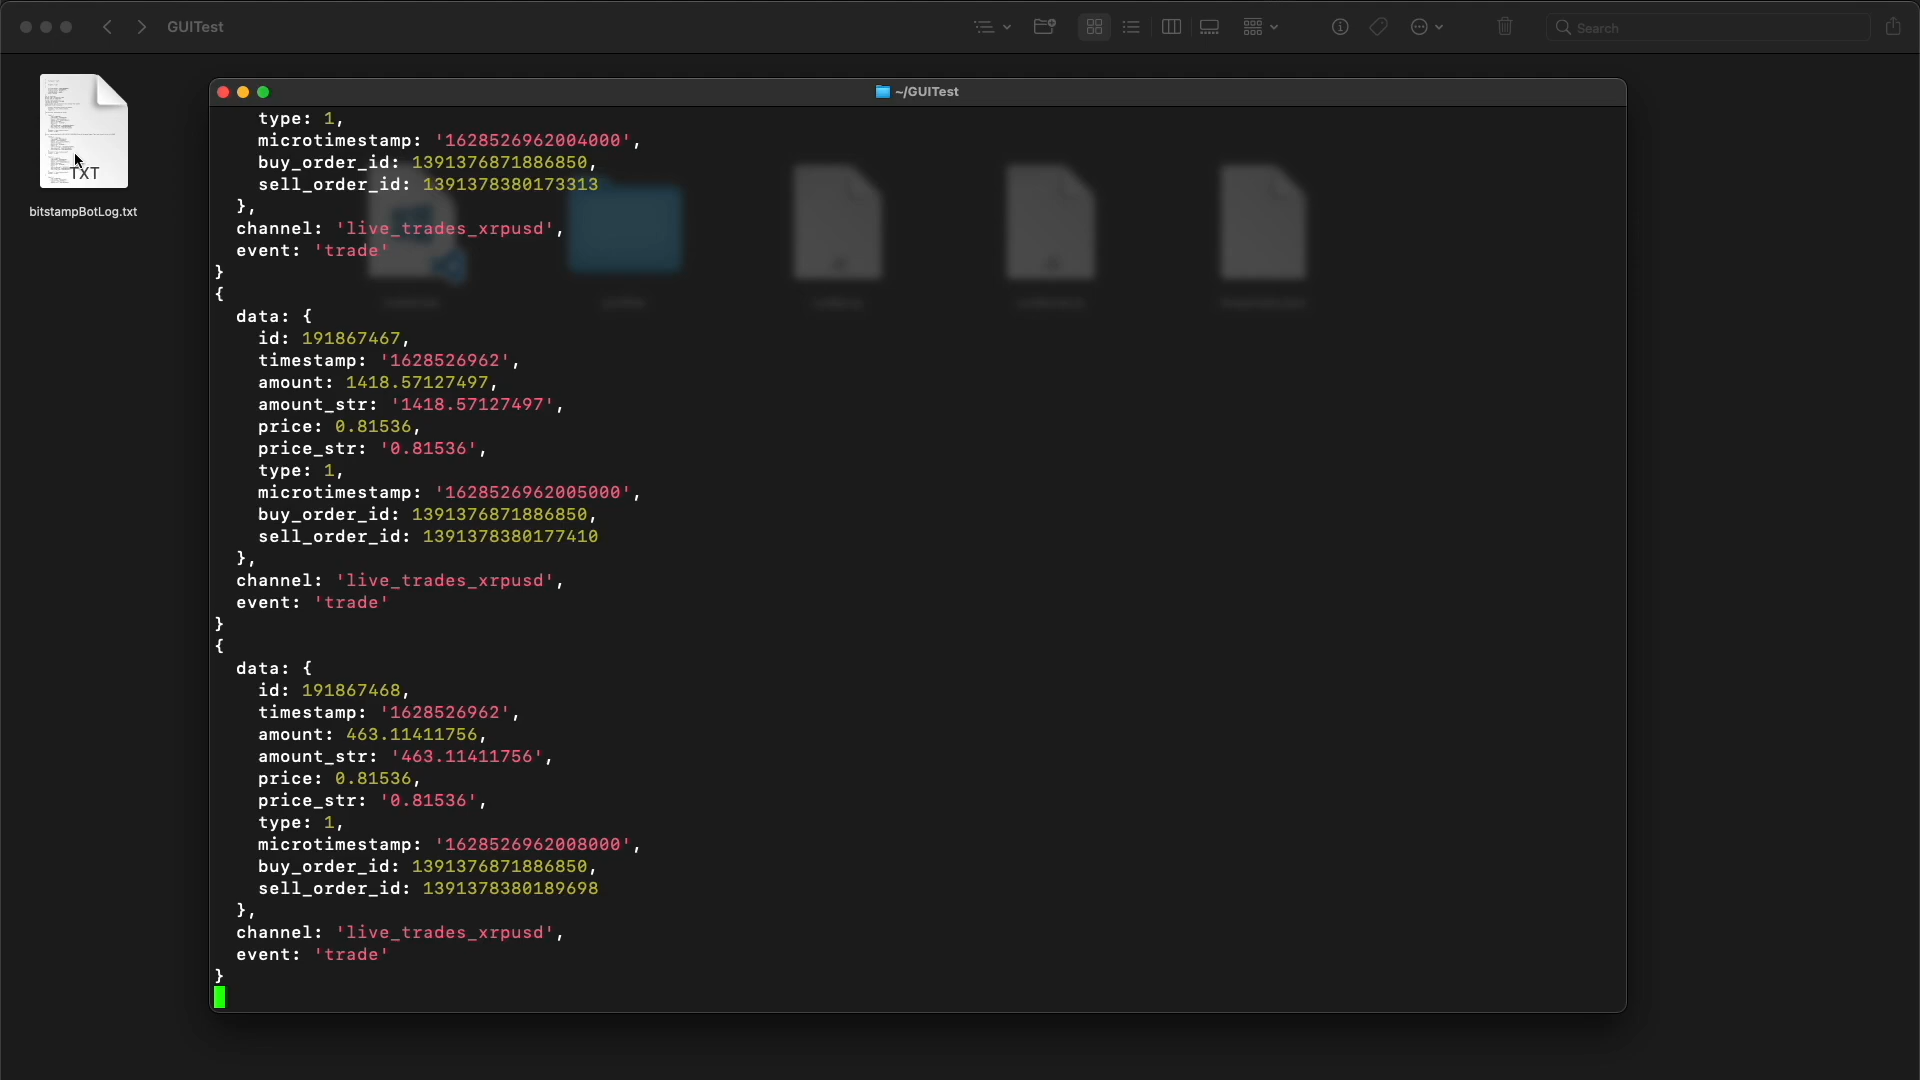 GUITest
Search
TXT
bitstampBotLog.txt
~/GUITest
type: 1,
microtimestamp: '1628526962004000',
buy_order_id: 1391376871886850,
sell_order_id: 1391378380173313
},
channel: 'live_trades_xrpusd',
event: 'trade'
}
{
data: {
id: 191867467,
timestamp: '1628526962',
amount: 1418.57127497,
amount_str: '1418.57127497',
price: 0.81536,
price_str: '0.81536',
type: 1,
microtimestamp: '1628526962005000',
buy_order_id: 1391376871886850,
sell_order_id: 1391378380177410
},
channel: 'live_trades_xrpusd',
event: 'trade'
}
{
data: {
id: 191867468,
timestamp: '1628526962',
amount: 463.11411756,
amount_str: '463.11411756',
price: 0.81536,
price_str: '0.81536',
type: 1,
microtimestamp: '1628526962008000',
buy_order_id: 1391376871886850,
sell_order_id: 1391378380189698
},
channel: 'live_trades_xrpusd',
event: 'trade'
}